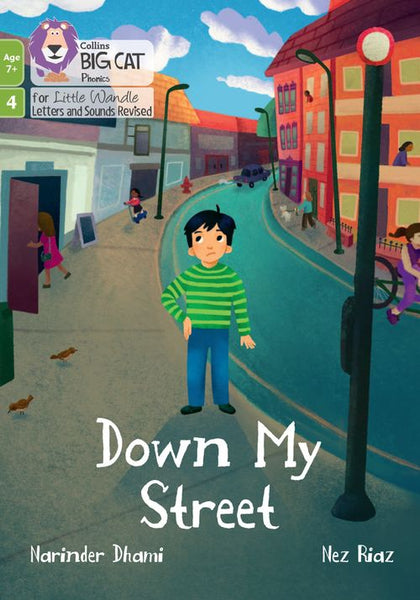 Collins
BIG CAT
Phonics
Age
7+
4
for Little Wandle
Letters and Sounds Revised
Down My
Street
Narinder Dhami
Nez Riaz